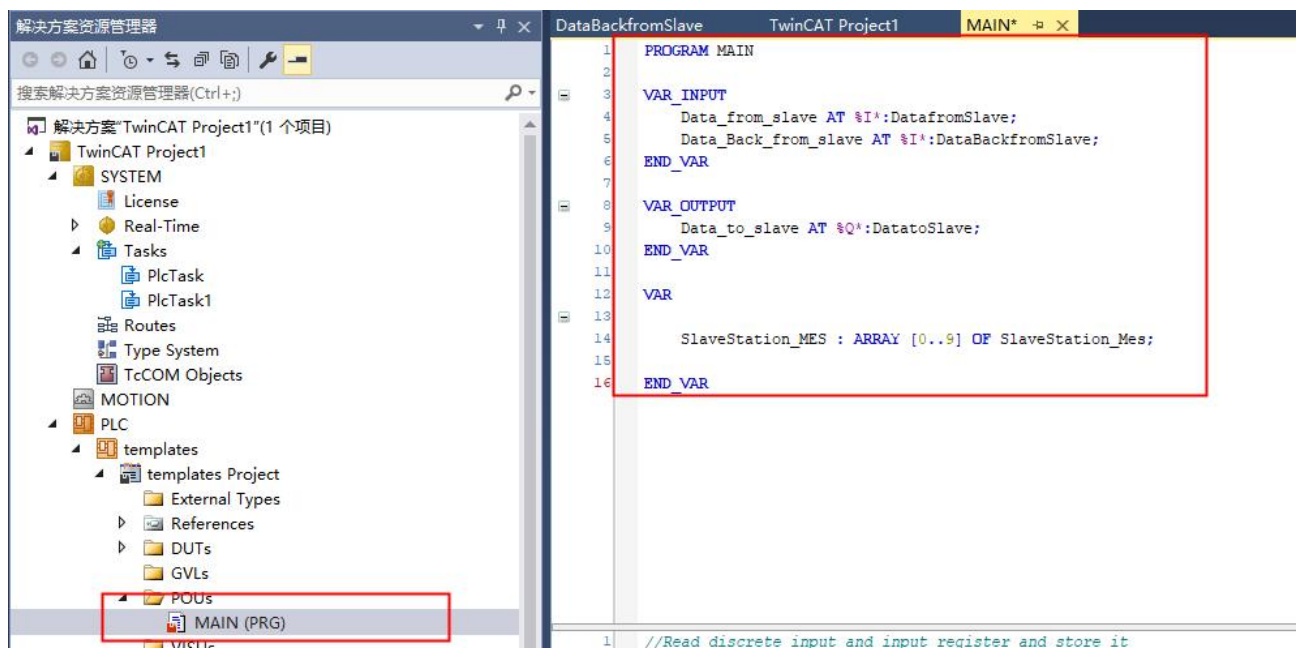 解决方案资源管理器
搜索解决方案资源管理器(Ctrl+;)
解决方案"TwinCAT Project1"(1 个项目)
TwinCAT Project1
SYSTEM
License
Real-Time
Tasks
PlcTask
PlcTask1
Routes
Type System
TcCOM Objects
MOTION
PLC
templates
templates Project
External Types
References
DUTs
GVLs
POUs
MAIN (PRG)
VISUs
DataBackfromSlave TwinCAT Project1 MAIN*
1 PROGRAM MAIN
2
3 VAR_INPUT
4 Data_from_slave AT %I*:DatafromSlave;
5 Data_Back_from_slave AT %I*:DataBackfromSlave;
6 END_VAR
7
8 VAR_OUTPUT
9 Data_to_slave AT %Q*:DatatoSlave;
10 END_VAR
11
12 VAR
13
14 SlaveStation_MES : ARRAY [0..9] OF SlaveStation_Mes;
15
16 END_VAR
1 //Read discrete input and input register and store it